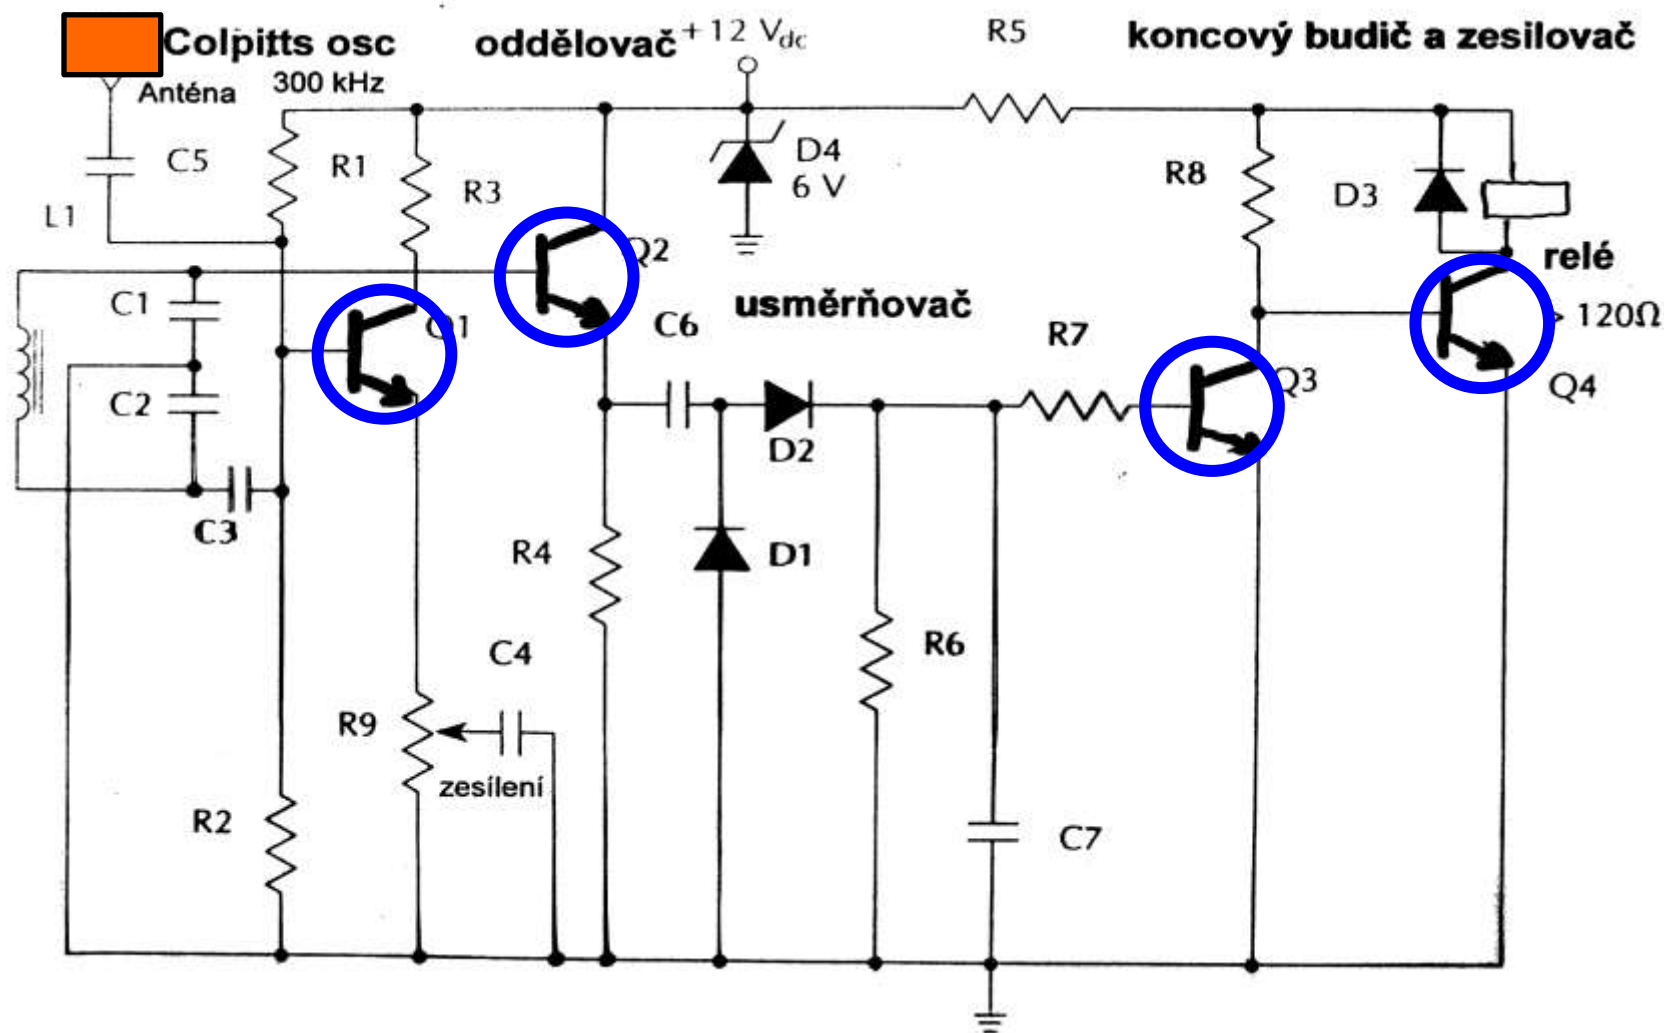 Colpitts osc
oddělovač
+12 Vdc
R5
koncový budič a zesilovač
Anténa
300 kHz
C5
R1
R3
D4
6 V
R8
D3
L1
Q2
relé
C1
Q1
C6
usměrňovač
R7
120Ω
C2
Q3
Q4
D2
C3
R4
D1
C4
R6
R9
zesílení
R2
C7